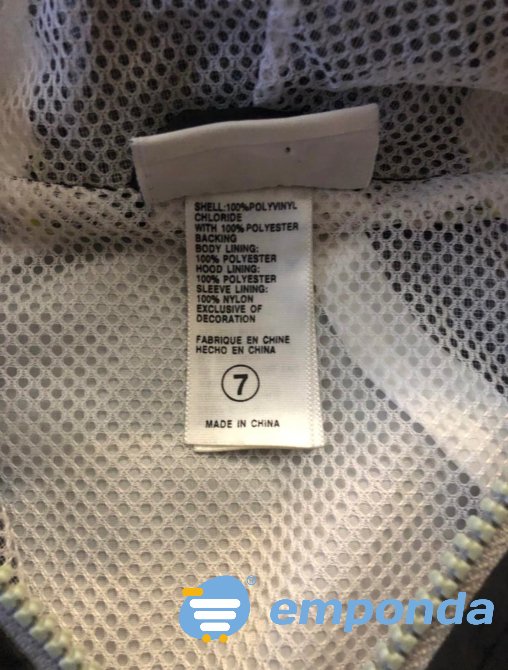 SHELL:100%POLYVINYL
CHLORIDE
WITH 100% POLYESTER
BACKING
BODY LINING:
100% POLYESTER
HOOD LINING:
100% POLYESTER
SLEEVE LINING:
100% NYLON
EXCLUSIVE OF
DECORATION
FABRIQUE EN CHINE
HECHO EN CHINA
7
MADE IN CHINA
® emponda